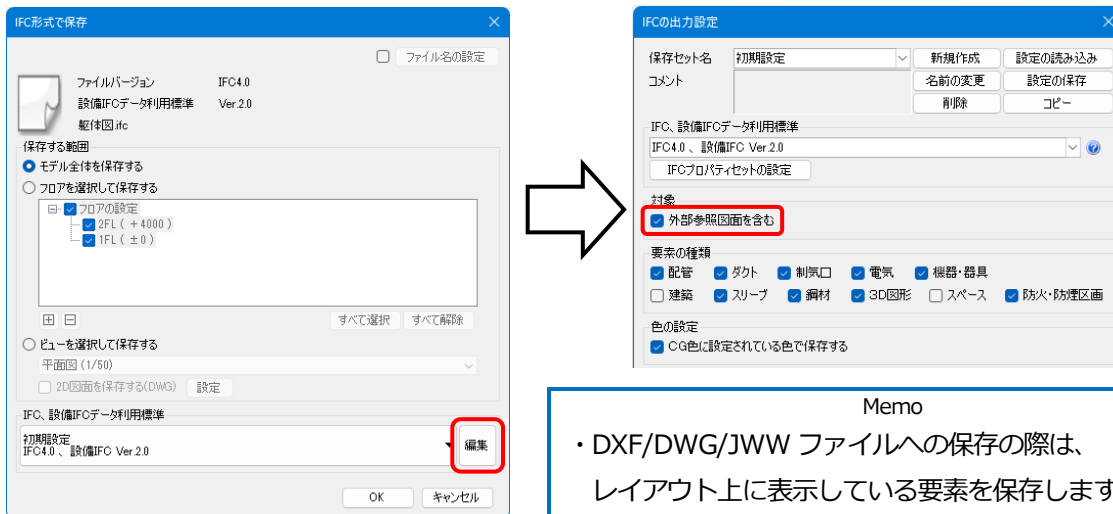 IFC形式で保存
ファイル名の設定
ファイルバージョン IFC4.0
設備IFCデータ利用標準 Ver.2.0
躯体図.ifc
保存する範囲
モデル全体を保存する
フロアを選択して保存する
フロアの設定
2FL ( +4000 )
1FL ( ±0 )
すべて選択 すべて解除
ビューを選択して保存する
平面図 (1/50)
2D図面を保存する(DWG) 設定
IFC、設備IFCデータ利用標準
初期設定
IFC4.0 、設備IFC Ver.2.0
編集
OK キャンセル
IFCの出力設定
保存セット名 初期設定 新規作成 設定の読み込み
コメント 名前の変更 設定の保存
削除 コピー
IFC、設備IFCデータ利用標準
IFC4.0 、設備IFC Ver.2.0
IFCプロパティセットの設定
対象
外部参照図面を含む
要素の種類
配管 ダクト 制気口 電気 機器・器具
建築 スリーブ 鋼材 3D図形 スペース 防火・防煙区画
色の設定
CG色に設定されている色で保存する
Memo
・DXF/DWG/JWW ファイルへの保存の際は、
レイアウト上に表示している要素を保存します